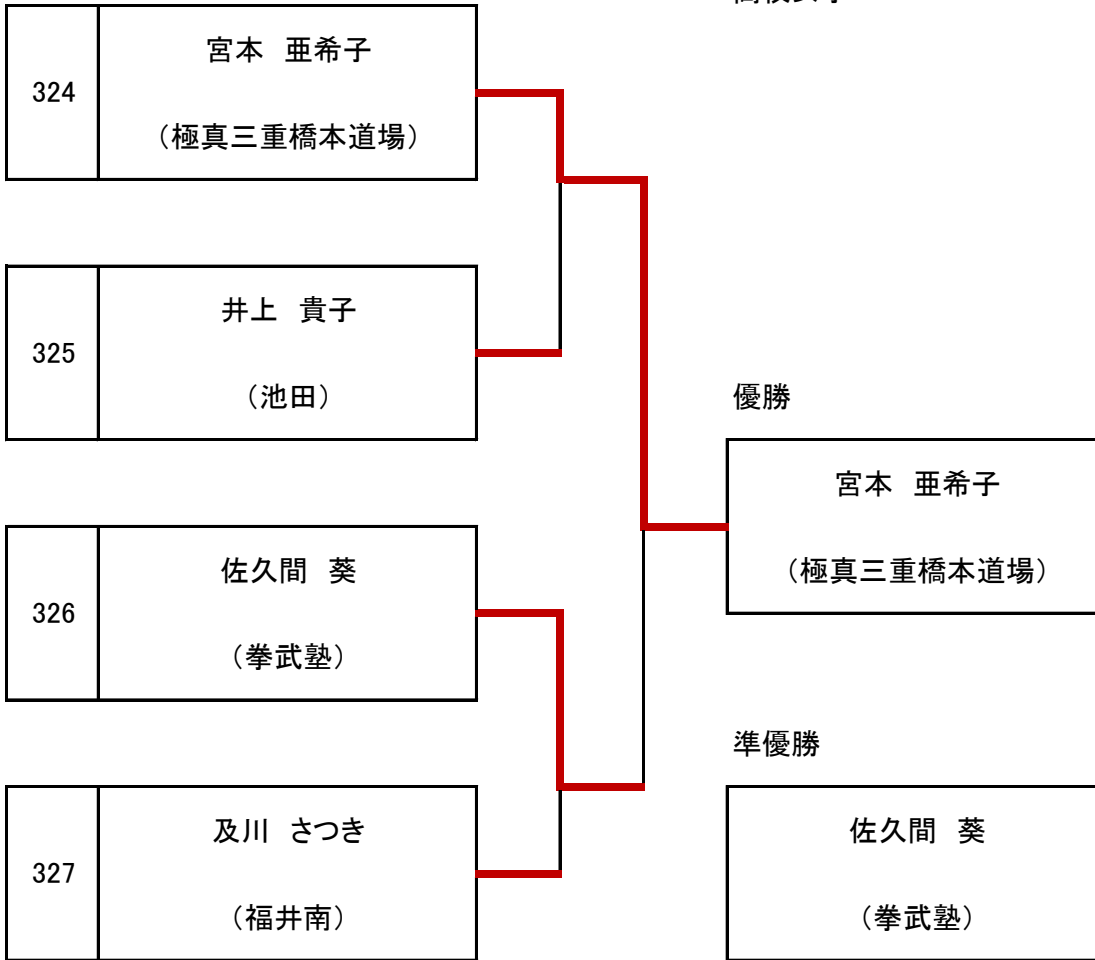 324
宮本　亜希子
（極真三重橋本道場）
325
井上　貴子
（池田）
優勝
宮本　亜希子
（極真三重橋本道場）
326
佐久間　葵
（拳武塾）
準優勝
327
及川　さつき
（福井南）
佐久間　葵
（拳武塾）